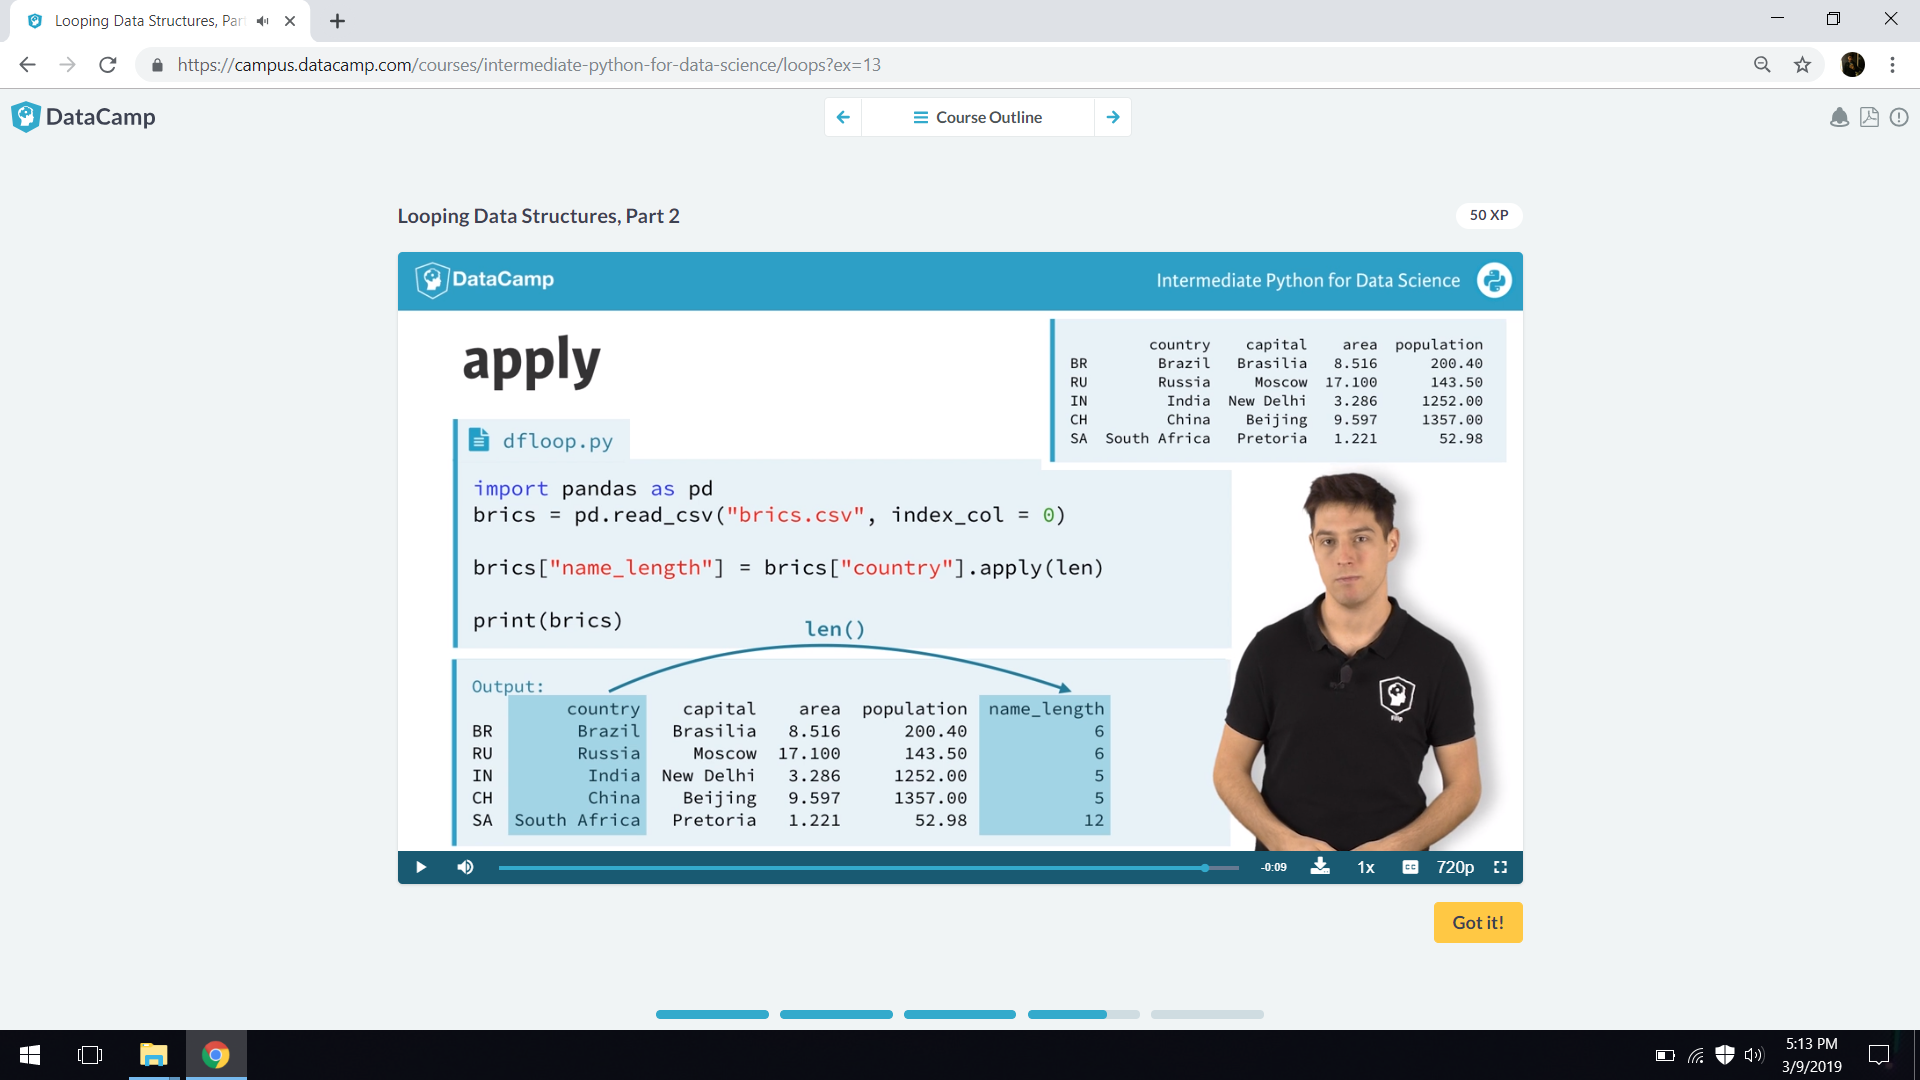 Looping Data Structures, Par
https://campus.datacamp.com/courses/intermediate-python-for-data-science/loops?ex=13
DataCamp
Course Outline
Looping Data Structures, Part 2
50 XP
DataCamp
Intermediate Python for Data Science
apply
country capital area population
BR Brazil Brasilia 8.516 200.40
RU Russia Moscow 17.100 143.50
IN India New Delhi 3.286 1252.00
CH China Beijing 9.597 1357.00
SA South Africa Pretoria 1.221 52.98
dfloop.py
import pandas as pd
brics = pd.read_csv("brics.csv", index_col = 0)
brics["name_length"] = brics["country"].apply(len)
print(brics)
len()
Output:
country capital area population name_length
BR Brazil Brasilia 8.516 200.40 6
RU Russia Moscow 17.100 143.50 6
IN India New Delhi 3.286 1252.00 5
CH China Beijing 9.597 1357.00 5
SA South Africa Pretoria 1.221 52.98 12
Filip
-0:09
1x
CC
720p
Got it!
5:13 PM
3/9/2019